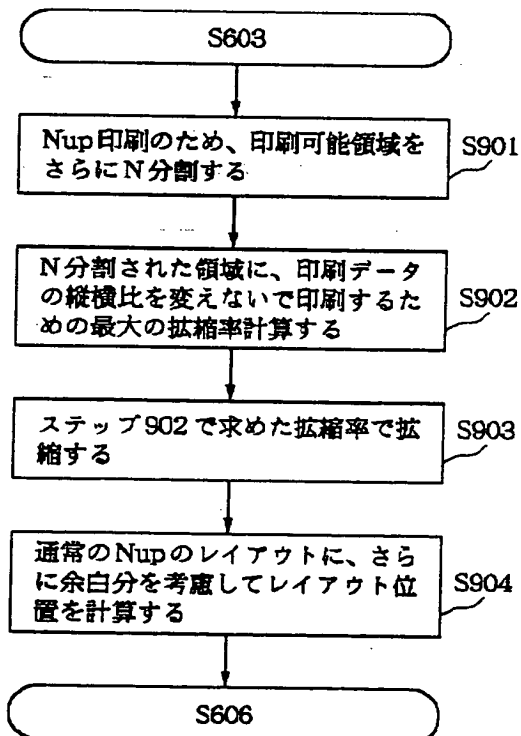 S603
Nup印刷のため、印刷可能領域を
さらにN分割する
S901
N分割された領域に、印刷データ
の縦横比を変えないで印刷するた
めの最大の拡縮率計算する
S902
ステップ902で求めた拡縮率で拡
縮する
S903
通常のNupのレイアウトに、さら
に余白分を考慮してレイアウト位
置を計算する
S904
S606